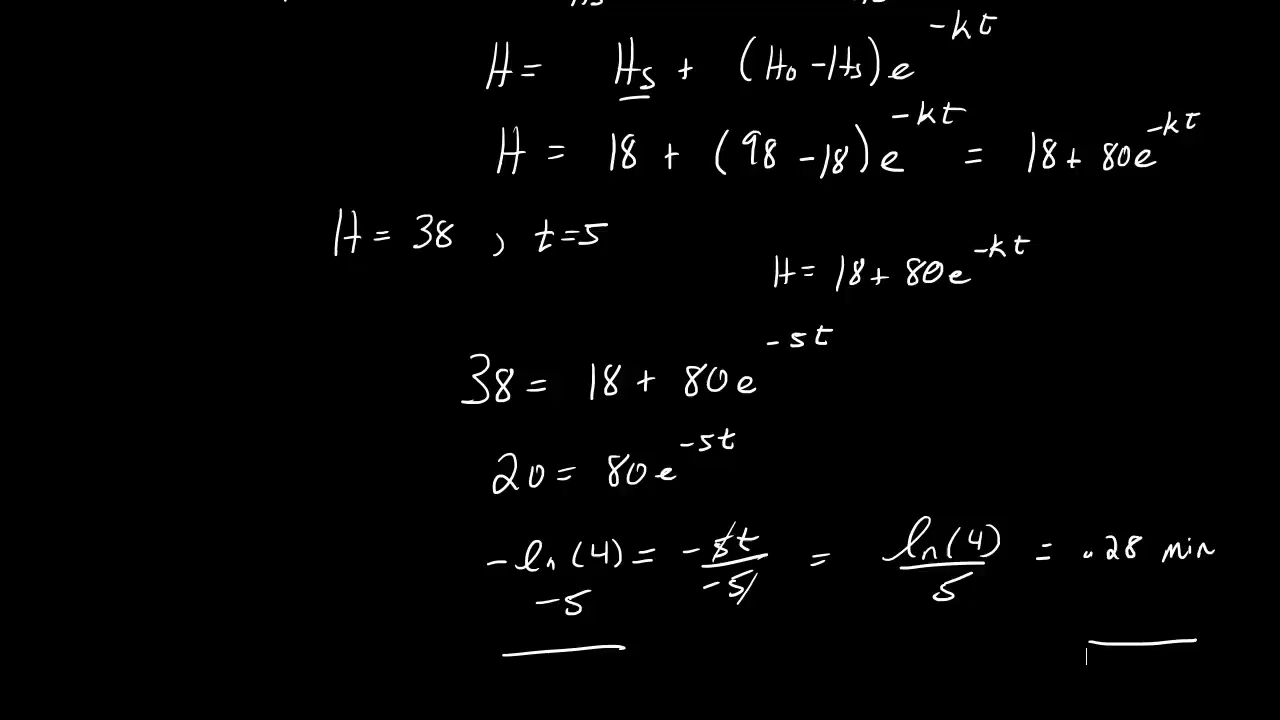 H = Hs + (H0 - Hs)e^-kt
H = 18 + (98 - 18)e^-kt = 18 + 80e^-kt
H = 38 , t = 5
H = 18 + 80e^-kt
38 = 18 + 80e^-5t
20 = 80e^-5t
-ln(4)/-5 = -5t/-5 = ln(4)/5 = .28 min